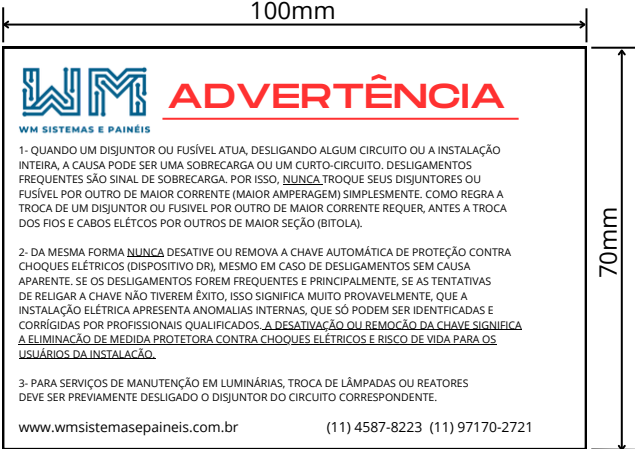 100mm
WM
WM SISTEMAS E PAINÉIS
ADVERTÊNCIA
1- QUANDO UM DISJUNTOR OU FUSÍVEL ATUA, DESLIGANDO ALGUM CIRCUITO OU A INSTALAÇÃO
INTEIRA, A CAUSA PODE SER UMA SOBRECARGA OU UM CURTO-CIRCUITO. DESLIGAMENTOS
FREQUENTES SÃO SINAL DE SOBRECARGA. POR ISSO, NUNCA TROQUE SEUS DISJUNTORES OU
FUSÍVEL POR OUTRO DE MAIOR CORRENTE (MAIOR AMPERAGEM) SIMPLESMENTE. COMO REGRA A
TROCA DE UM DISJUNTOR OU FUSIVEL POR OUTRO DE MAIOR CORRENTE REQUER, ANTES A TROCA
DOS FIOS E CABOS ELÉTCOS POR OUTROS DE MAIOR SEÇÃO (BITOLA).
2- DA MESMA FORMA NUNCA DESATIVE OU REMOVA A CHAVE AUTOMÁTICA DE PROTEÇÃO CONTRA
CHOQUES ELÉTRICOS (DISPOSITIVO DR), MESMO EM CASO DE DESLIGAMENTOS SEM CAUSA
APARENTE. SE OS DESLIGAMENTOS FOREM FREQUENTES E PRINCIPALMENTE, SE AS TENTATIVAS
DE RELIGAR A CHAVE NÃO TIVEREM ÊXITO, ISSO SIGNIFICA MUITO PROVAVELMENTE, QUE A
INSTALAÇÃO ELÉTRICA APRESENTA ANOMALIAS INTERNAS, QUE SÓ PODEM SER IDENTFICADAS E
CORRÍGIDAS POR PROFISSIONAIS QUALIFICADOS. A DESATIVAÇÃO OU REMOÇÃO DA CHAVE SIGNIFICA
A ELIMINAÇÃO DE MEDIDA PROTETORA CONTRA CHOQUES ELÉTRICOS E RISCO DE VIDA PARA OS
USUÁRIOS DA INSTALAÇÃO.
3- PARA SERVIÇOS DE MANUTENÇÃO EM LUMINÁRIAS, TROCA DE LÂMPADAS OU REATORES
DEVE SER PREVIAMENTE DESLIGADO O DISJUNTOR DO CIRCUITO CORRESPONDENTE.
www.wmsistemasepaineis.com.br (11) 4587-8223 (11) 97170-2721
70mm